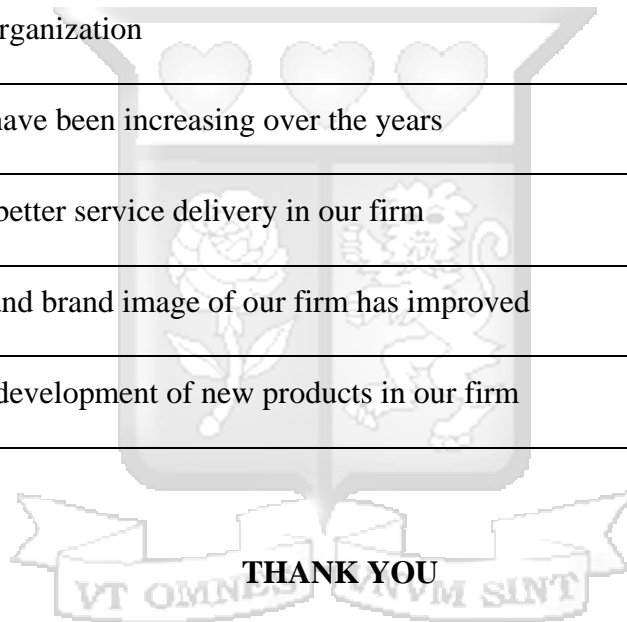 rganization
have been increasing over the years
better service delivery in our firm
and brand image of our firm has improved
development of new products in our firm
THANK YOU
VT OMNES VNVM SINT